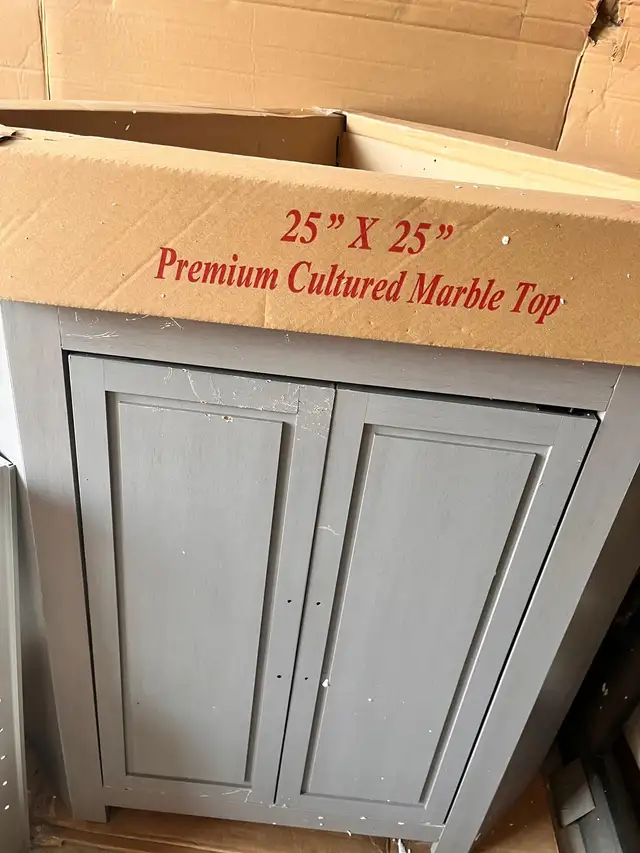 25” X 25”
Premium Cultured Marble Top